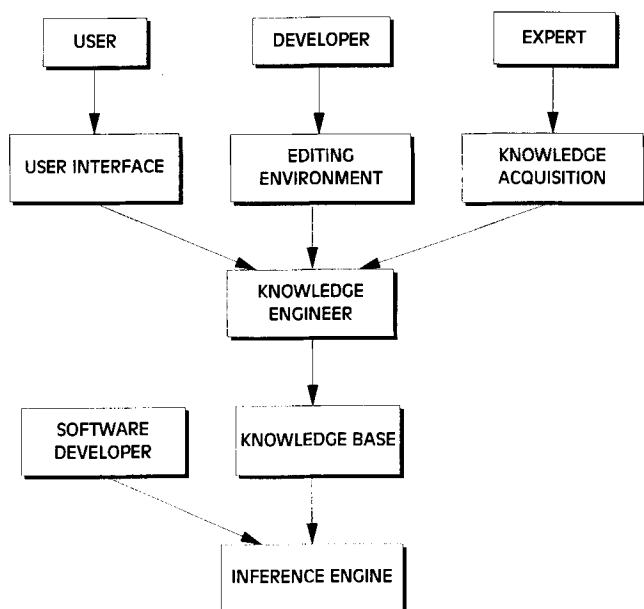 USER
DEVELOPER
EXPERT
USER INTERFACE
EDITING
ENVIRONMENT
KNOWLEDGE
ACQUISITION
KNOWLEDGE
ENGINEER
SOFTWARE
DEVELOPER
KNOWLEDGE BASE
INFERENCE ENGINE